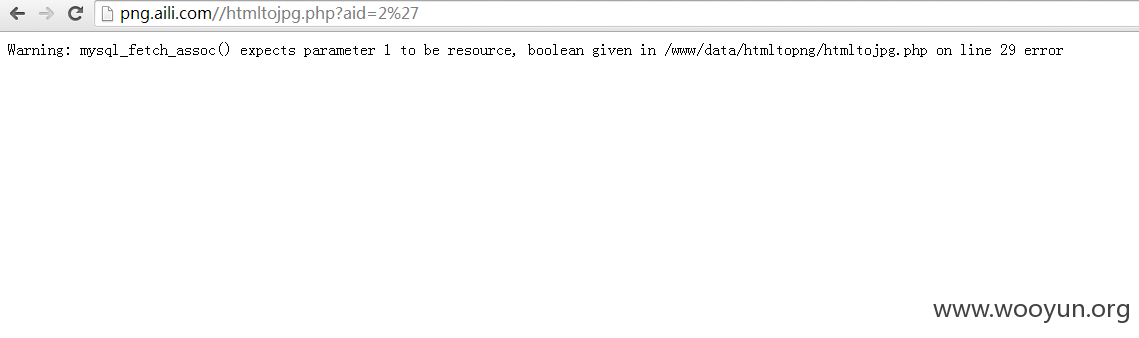 png.aili.com//htmltojpg.php?aid=2%27
Warning: mysql_fetch_assoc() expects parameter 1 to be resource, boolean given in /www/data/htmltopng/htmltojpg.php on line 29 error
www.wooyun.org